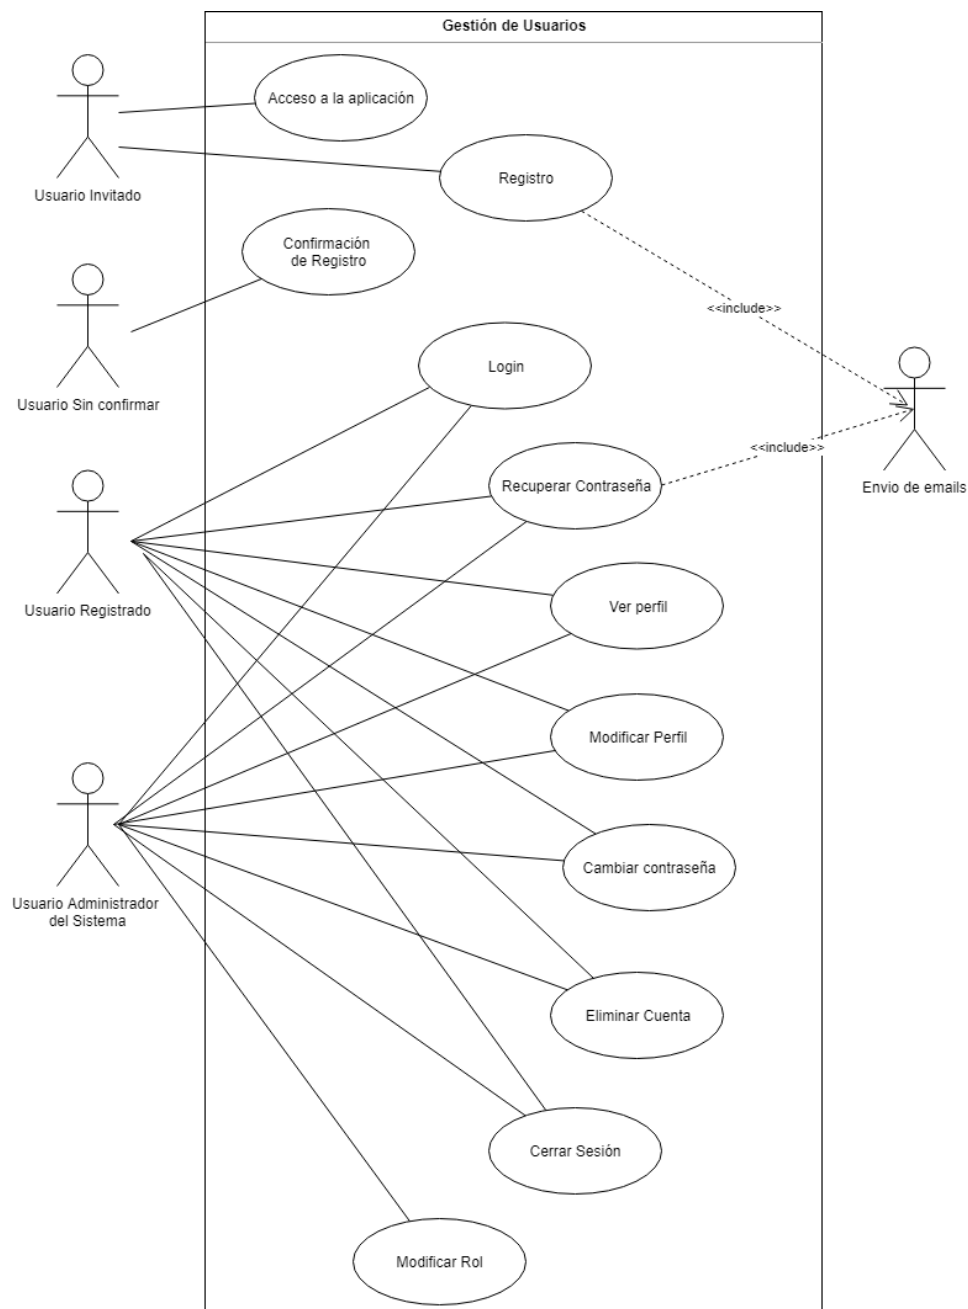 Gestión de Usuarios
Acceso a la aplicación
Usuario Invitado
Registro
Confirmación
de Registro
<<include>>
Usuario Sin confirmar
Login
<<include>>
Recuperar Contraseña
Envio de emails
Usuario Registrado
Ver perfil
Modificar Perfil
Cambiar contraseña
Usuario Administrador
del Sistema
Eliminar Cuenta
Cerrar Sesión
Modificar Rol